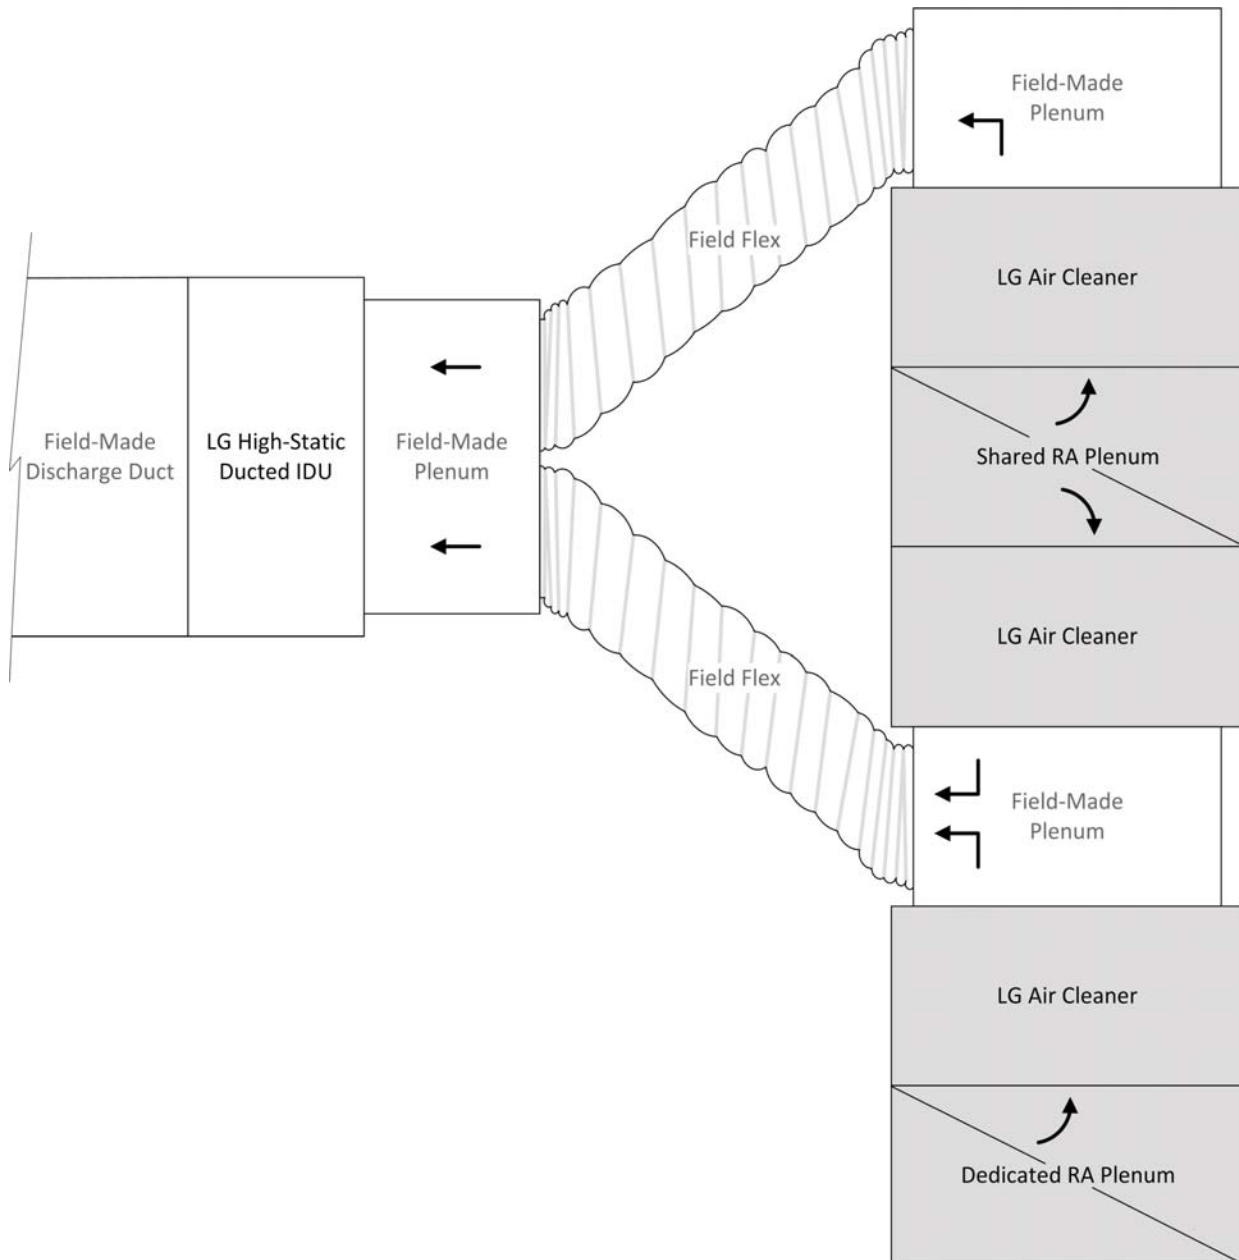 Field-Made
Plenum
Field Flex
LG Air Cleaner
Field-Made
Discharge Duct
LG High-Static
Ducted IDU
Field-Made
Plenum
Shared RA Plenum
LG Air Cleaner
Field Flex
Field-Made
Plenum
LG Air Cleaner
Dedicated RA Plenum